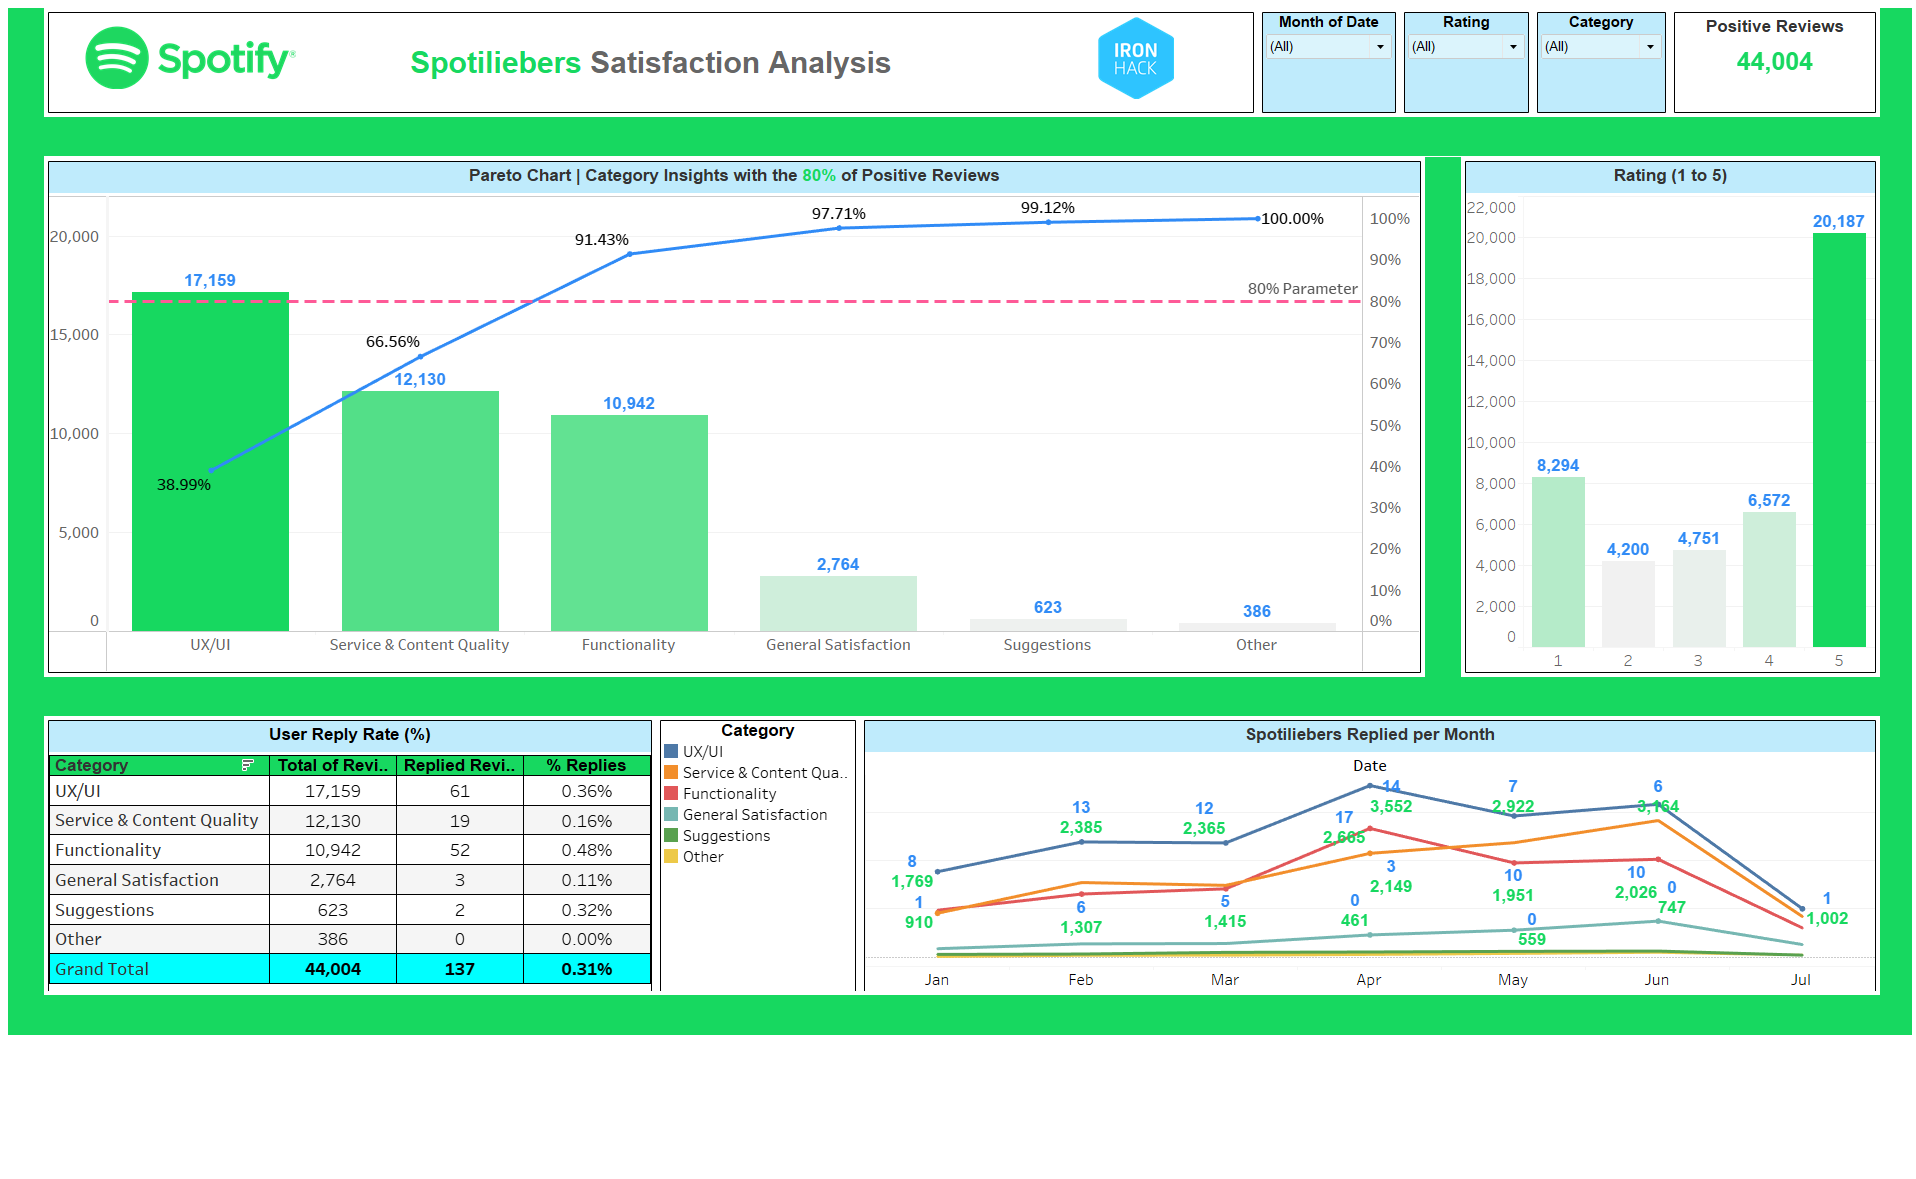 Spotify®
Spotiliebers Satisfaction Analysis
IRON
HACK
Month of Date
(All)
Rating
(All)
Category
(All)
Positive Reviews
44,004
Pareto Chart | Category Insights with the 80% of Positive Reviews
20,000
15,000
10,000
5,000
0
17,159
12,130
10,942
2,764
623
386
38.99%
66.56%
91.43%
97.71%
99.12%
100.00%
80% Parameter
100%
90%
80%
70%
60%
50%
40%
30%
20%
10%
0%
UX/UI
Service & Content Quality
Functionality
General Satisfaction
Suggestions
Other
Rating (1 to 5)
22,000
20,000
18,000
16,000
14,000
12,000
10,000
8,000
6,000
4,000
2,000
0
8,294
4,200
4,751
6,572
20,187
1 2 3 4 5
User Reply Rate (%)
Category Total of Revi.. Replied Revi.. % Replies
UX/UI 17,159 61 0.36%
Service & Content Quality 12,130 19 0.16%
Functionality 10,942 52 0.48%
General Satisfaction 2,764 3 0.11%
Suggestions 623 2 0.32%
Other 386 0 0.00%
Grand Total 44,004 137 0.31%
Category
UX/UI
Service & Content Qua..
Functionality
General Satisfaction
Suggestions
Other
Spotiliebers Replied per Month
Date
8
1,769
1
910
13
2,385
6
1,307
12
2,365
5
1,415
14
3,552
17
2,665
3
2,149
0
461
7
2,922
10
1,951
0
559
6
3,164
10
2,026
0
747
1
1,002
Jan Feb Mar Apr May Jun Jul